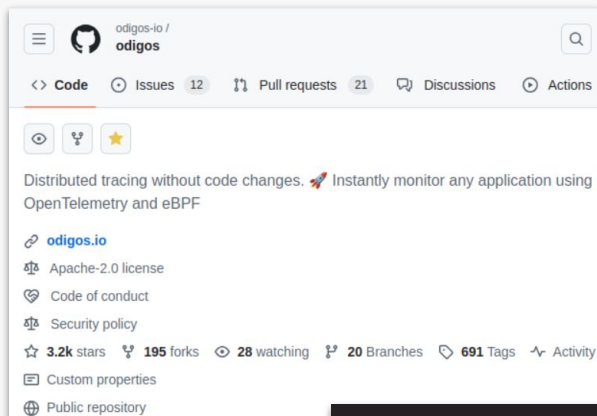 odigos-io /
odigos
Code Issues 12 Pull requests 21 Discussions Actions
Distributed tracing without code changes. 🚀 Instantly monitor any application using
OpenTelemetry and eBPF
odigos.io
Apache-2.0 license
Code of conduct
Security policy
3.2k stars 195 forks 28 watching 20 Branches 691 Tags Activity
Custom properties
Public repository